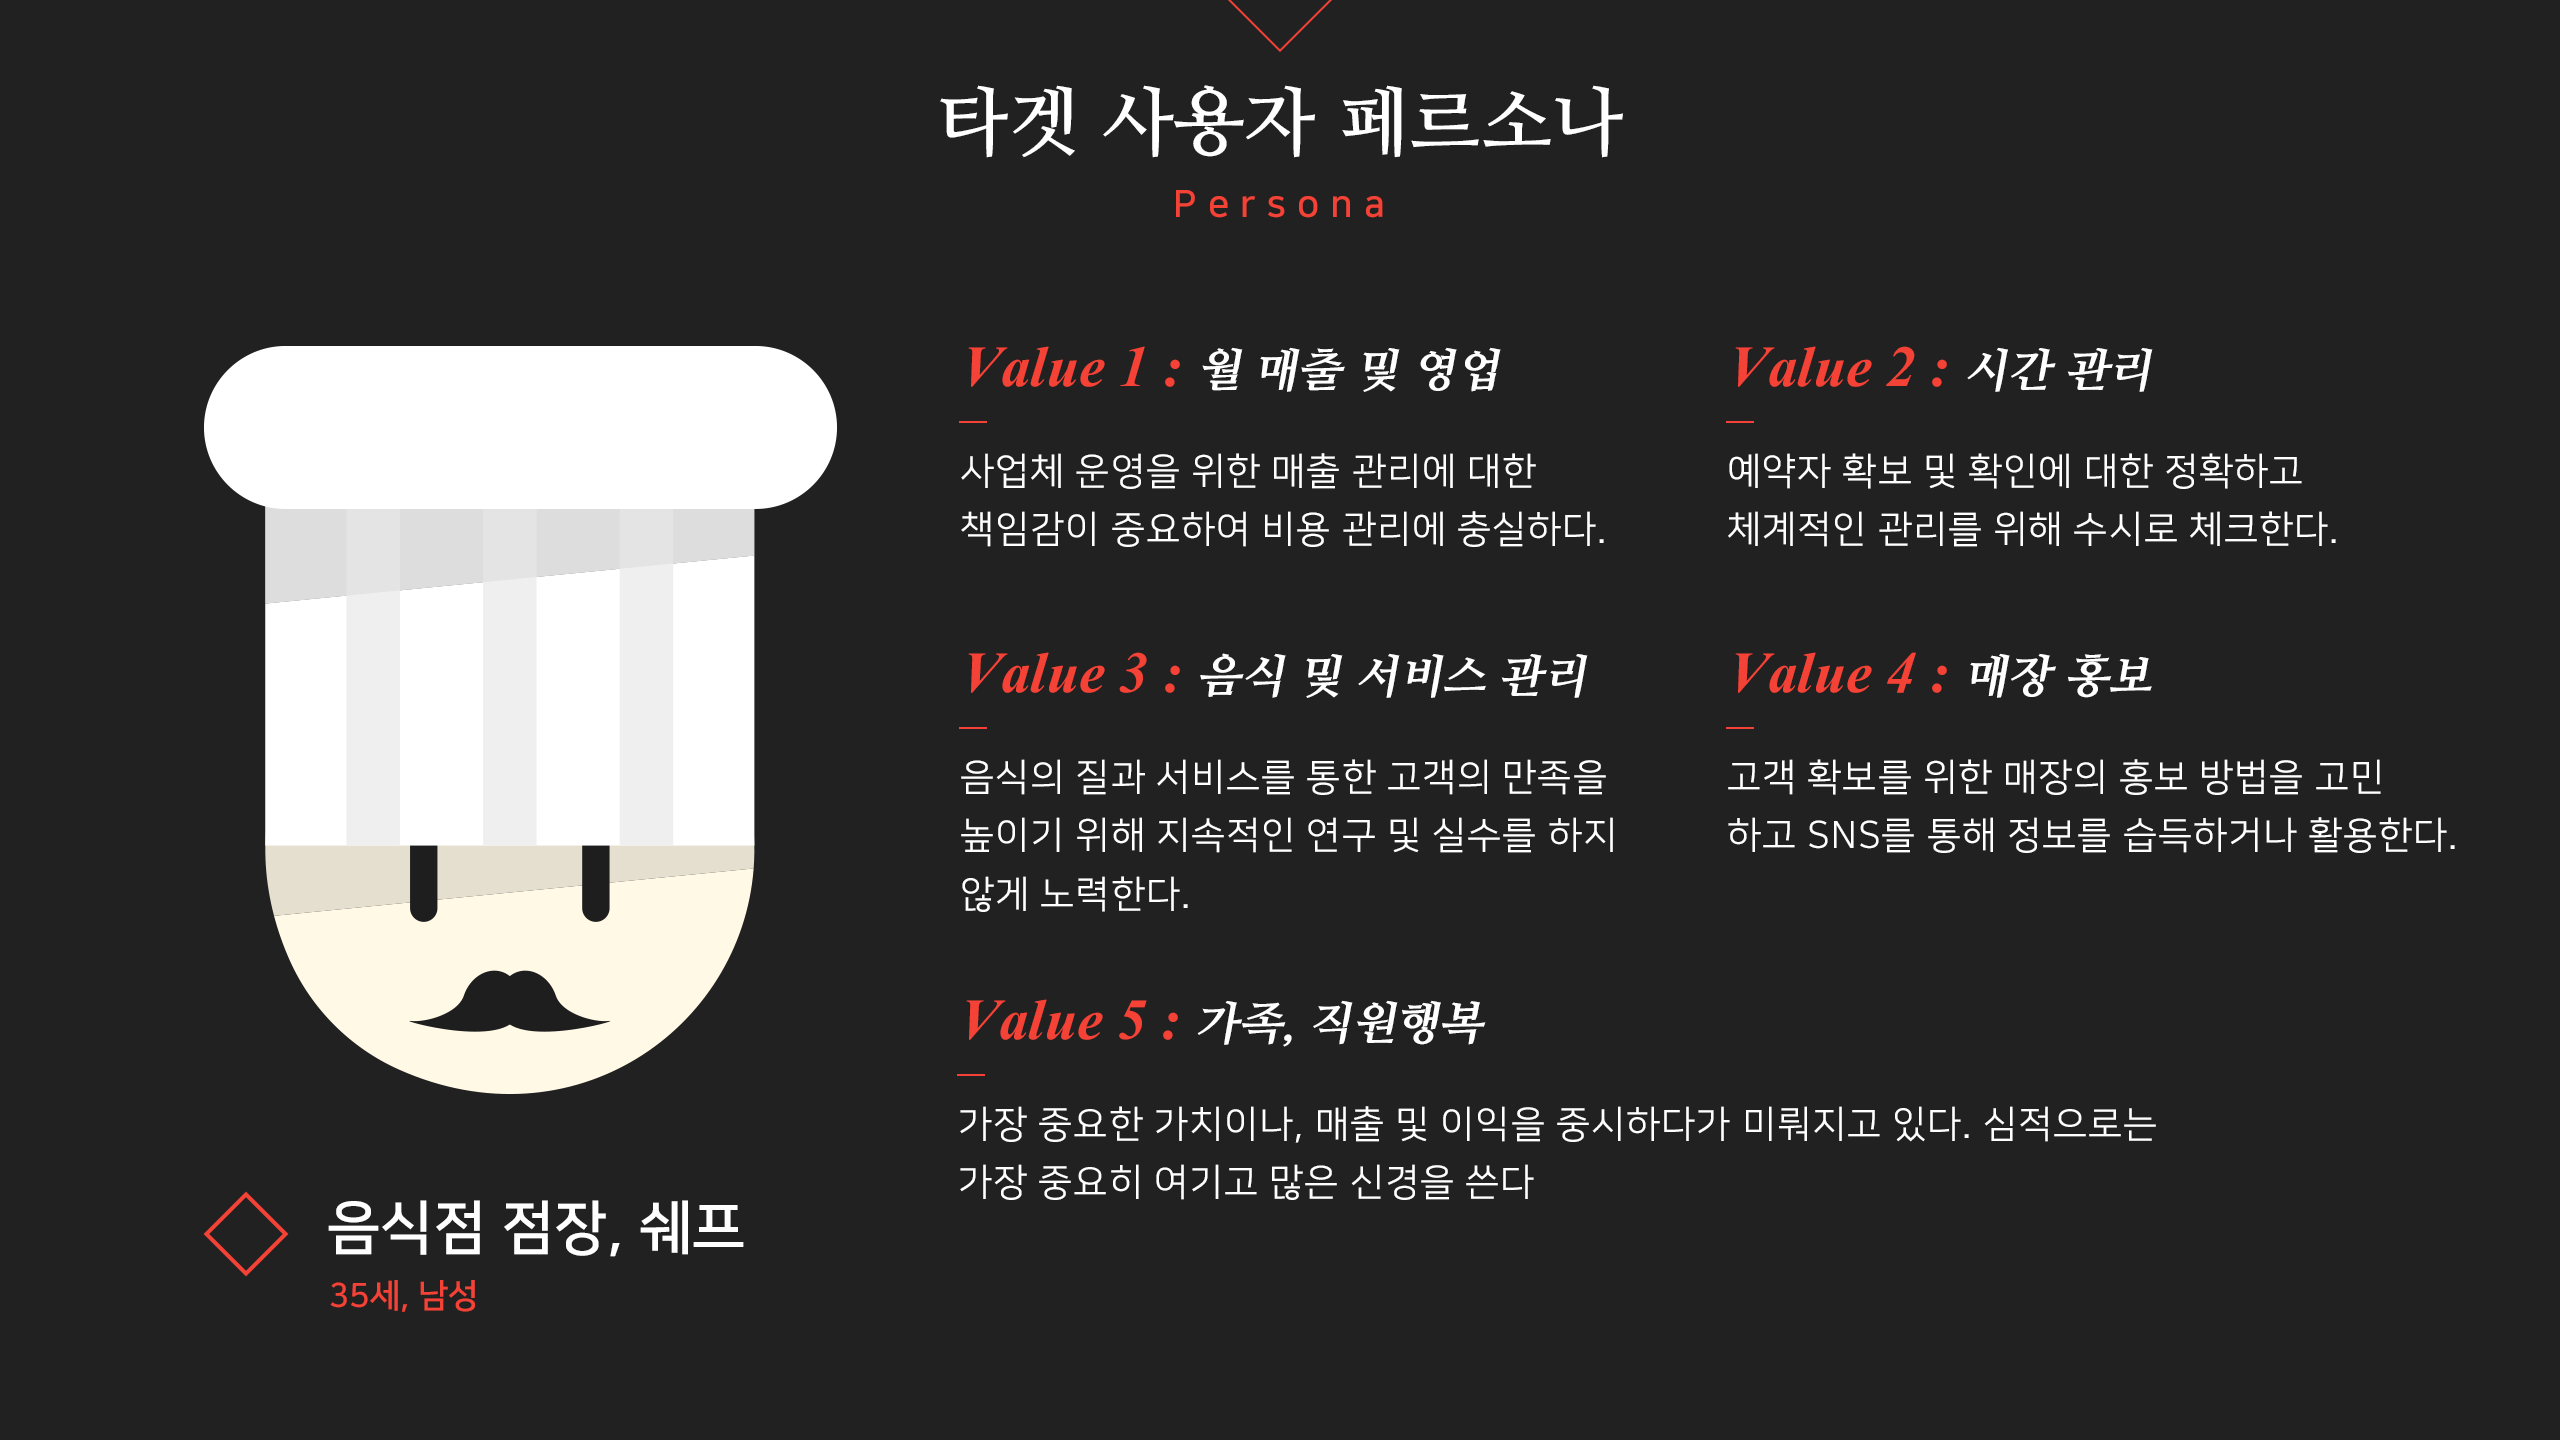 타겟 사용자 페르소나
Persona
Value 1 : 월 매출 및 영업
사업체 운영을 위한 매출 관리에 대한
책임감이 중요하여 비용 관리에 충실하다.
Value 2 : 시간 관리
예약자 확보 및 확인에 대한 정확하고
체계적인 관리를 위해 수시로 체크한다.
Value 3 : 음식 및 서비스 관리
음식의 질과 서비스를 통한 고객의 만족을
높이기 위해 지속적인 연구 및 실수를 하지
않게 노력한다.
Value 4 : 매장 홍보
고객 확보를 위한 매장의 홍보 방법을 고민
하고 SNS를 통해 정보를 습득하거나 활용한다.
Value 5 : 가족, 직원행복
가장 중요한 가치이나, 매출 및 이익을 중시하다가 미뤄지고 있다. 심적으로는
가장 중요히 여기고 많은 신경을 쓴다
음식점 점장, 쉐프
35세, 남성